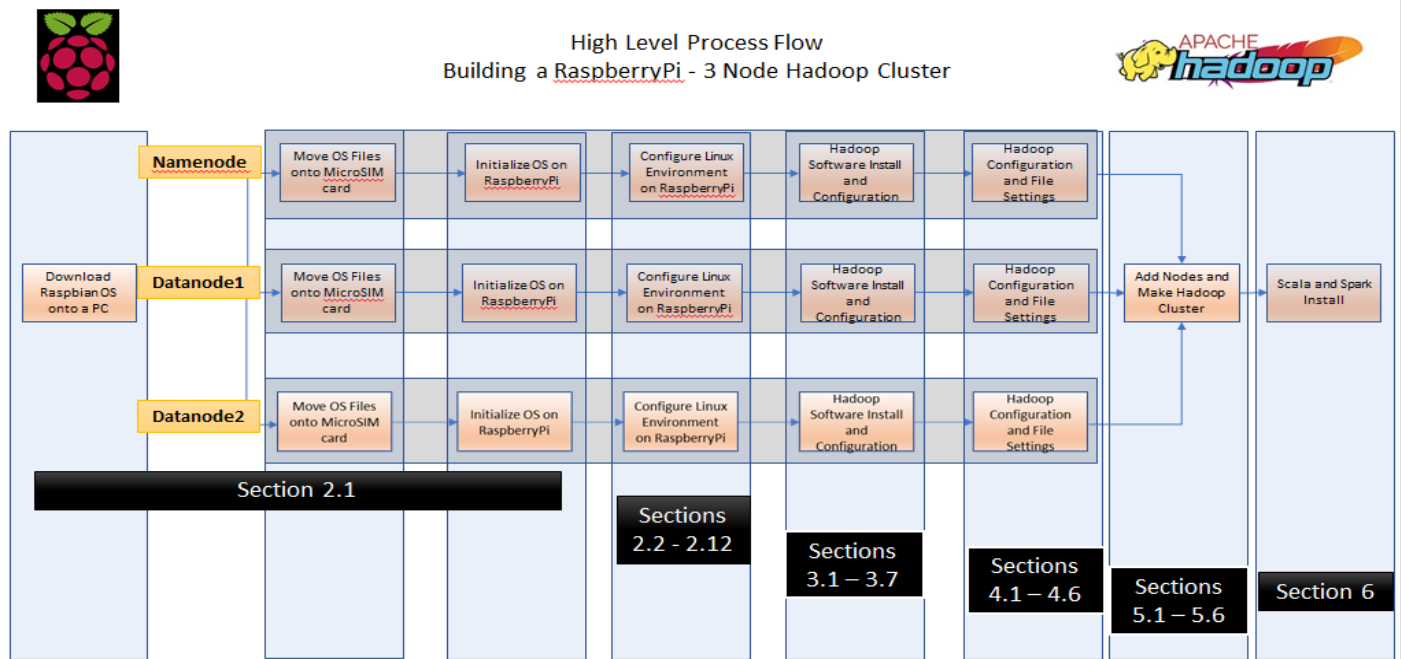 High Level Process Flow
Building a RaspberryPi - 3 Node Hadoop Cluster
APACHE
hadoop
Namenode
Move OS Files
onto MicroSIM
card
Initialize OS on
RaspberryPi
Configure Linux
Environment
on RaspberryPi
Hadoop
Software Install
and
Configuration
Hadoop
Configuration
and File
Settings
Download
Raspbian OS
onto a PC
Datanode1
Move OS Files
onto MicroSIM
card
Initialize OS on
RaspberryPi
Configure Linux
Environment
on RaspberryPi
Hadoop
Software Install
and
Configuration
Hadoop
Configuration
and File
Settings
Add Nodes and
Make Hadoop
Cluster
Scala and Spark
Install
Datanode2
Move OS Files
onto MicroSIM
card
Initialize OS on
RaspberryPi
Configure Linux
Environment
on RaspberryPi
Hadoop
Software Install
and
Configuration
Hadoop
Configuration
and File
Settings
Section 2.1
Sections
2.2 - 2.12
Sections
3.1 – 3.7
Sections
4.1 – 4.6
Sections
5.1 – 5.6
Section 6